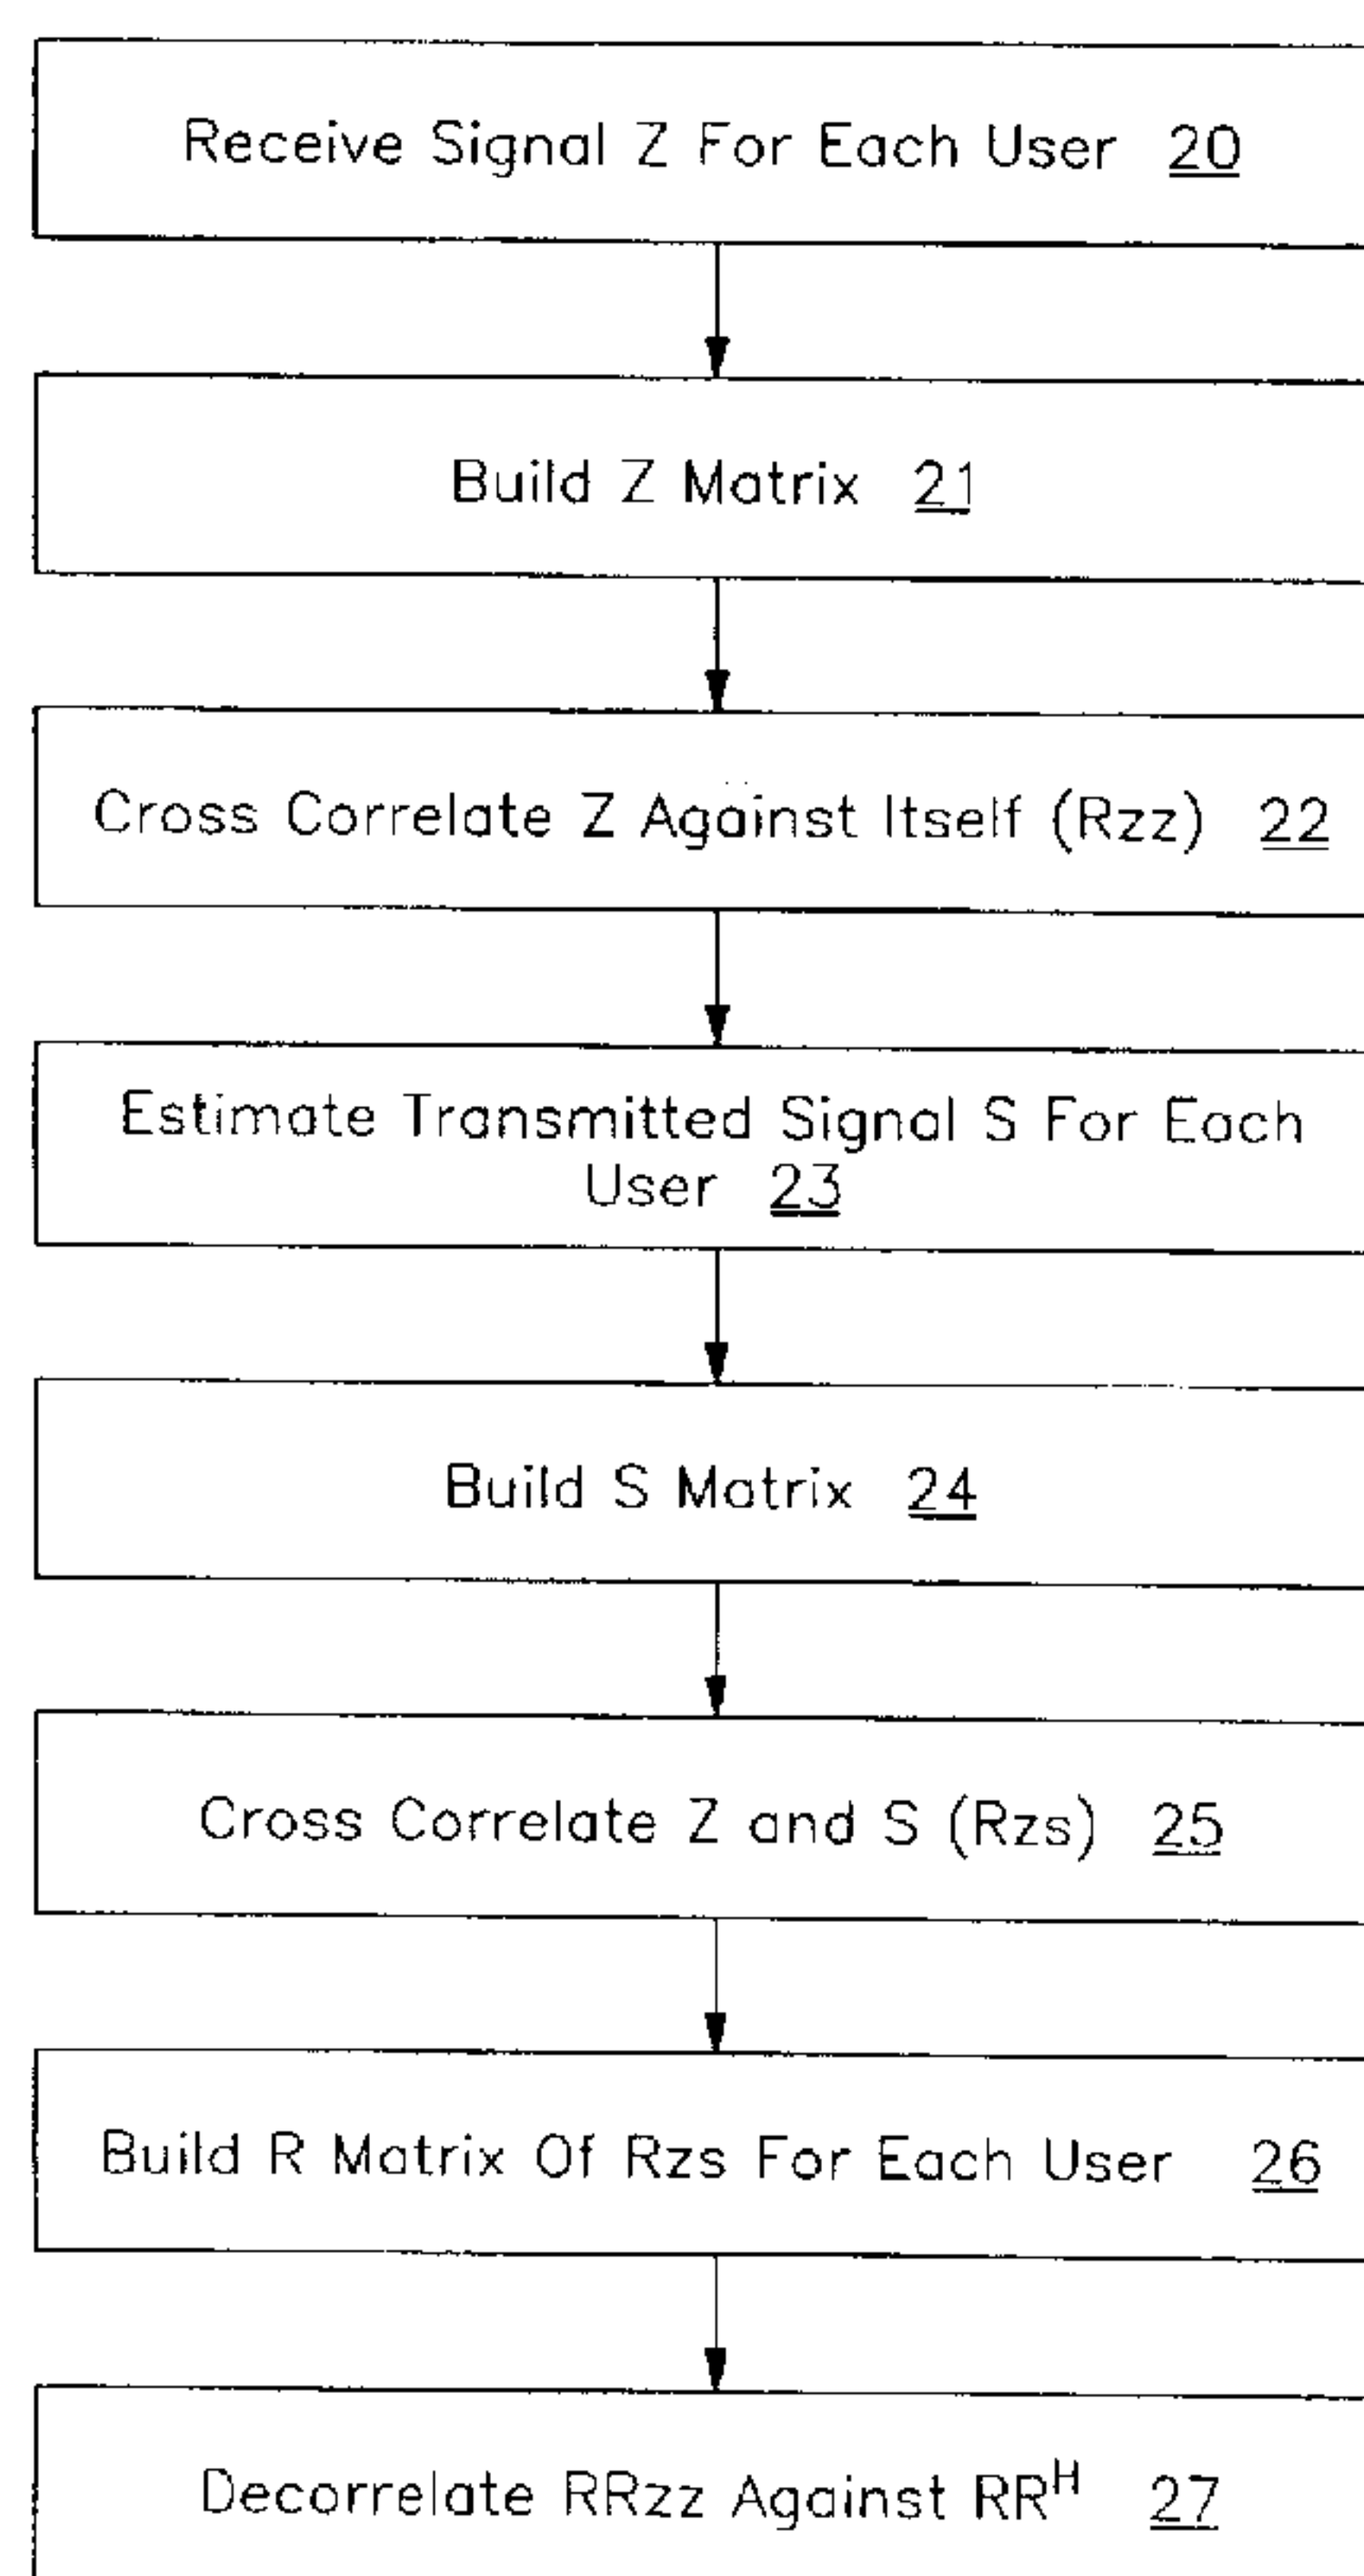 Receive Signal Z For Each User 20
Build Z Matrix 21
Cross Correlate Z Against Itself (Rzz) 22
Estimate Transmitted Signal S For Each
User 23
Build S Matrix 24
Cross Correlate Z and S (Rzs) 25
Build R Matrix Of Rzs For Each User 26
Decorrelate RRzz Against RRᴴ 27